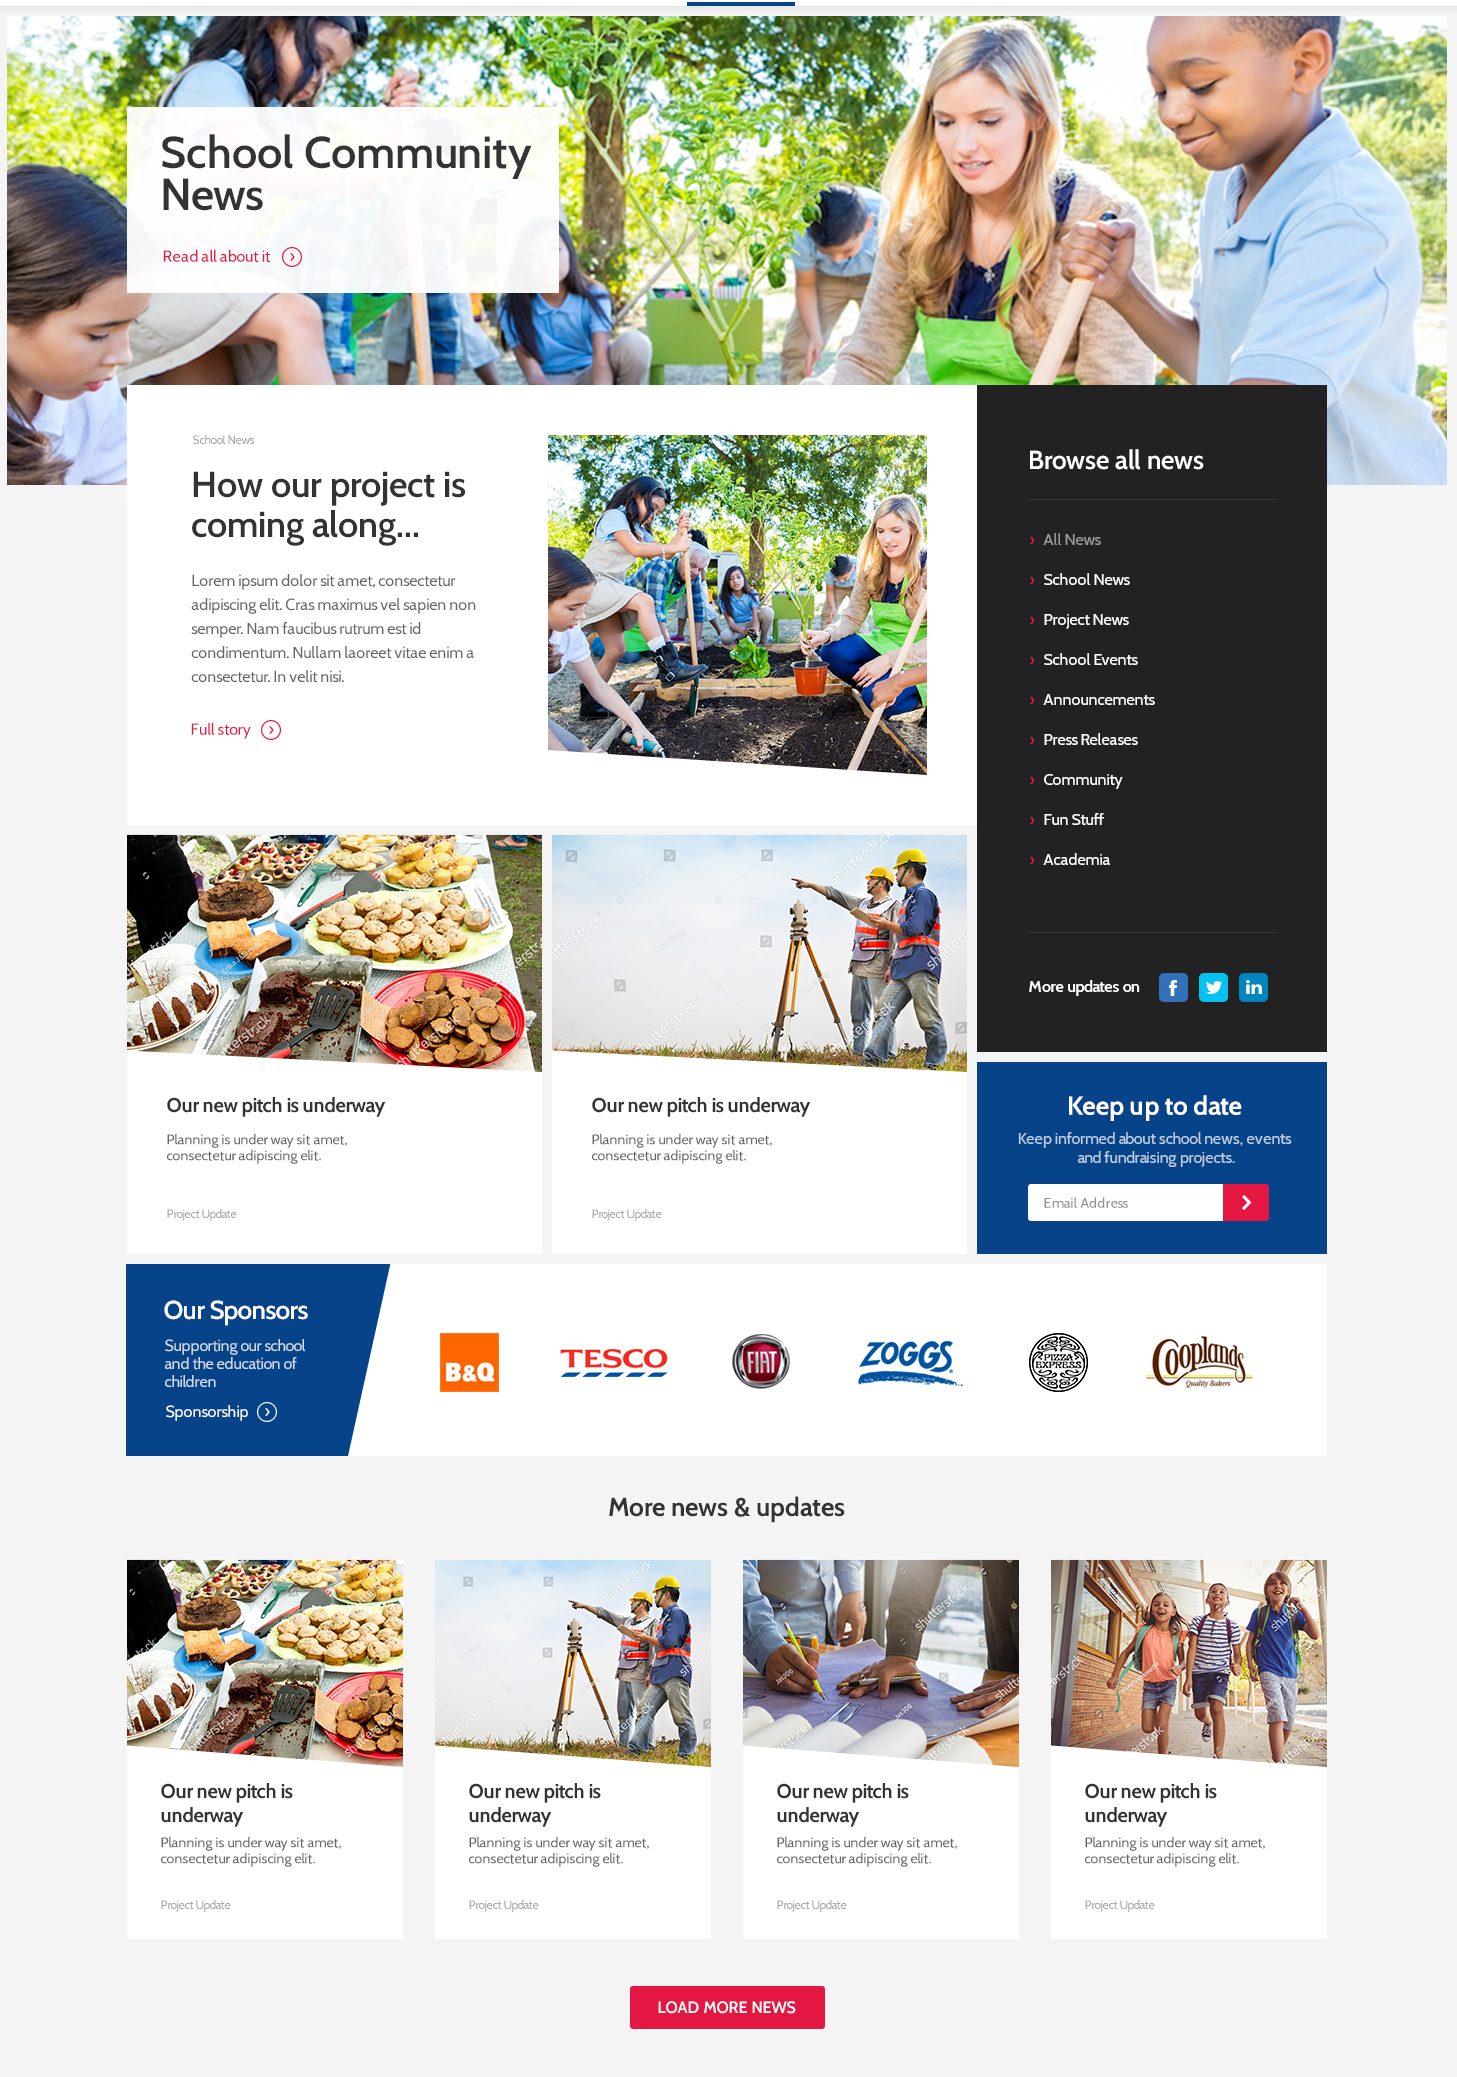 School Community
News
Read all about it
School News
How our project is
coming along...
Lorem ipsum dolor sit amet, consectetur
adipiscing elit. Cras maximus vel sapien non
semper. Nam faucibus rutrum est id
condimentum. Nullam laoreet vitae enim a
consectetur. In velit nisi.
Full story
Browse all news
All News
School News
Project News
School Events
Announcements
Press Releases
Community
Fun Stuff
Academia
More updates on
f
in
shutterstock
Our new pitch is underway
Planning is under way sit amet,
consectetur adipiscing elit.
Project Update
shutterstock
Our new pitch is underway
Planning is under way sit amet,
consectetur adipiscing elit.
Project Update
Keep up to date
Keep informed about school news, events
and fundraising projects.
Email Address
Our Sponsors
Supporting our school
and the education of
children
Sponsorship
B&Q
TESCO
FIAT
ZOGGS
PIZZA
EXPRESS
Cooplands
Quality Bakers
More news & updates
shutterstock
Our new pitch is
underway
Planning is under way sit amet,
consectetur adipiscing elit.
Project Update
shutterstock
Our new pitch is
underway
Planning is under way sit amet,
consectetur adipiscing elit.
Project Update
shutterstock
Our new pitch is
underway
Planning is under way sit amet,
consectetur adipiscing elit.
Project Update
shutterstock
Our new pitch is
underway
Planning is under way sit amet,
consectetur adipiscing elit.
Project Update
LOAD MORE NEWS